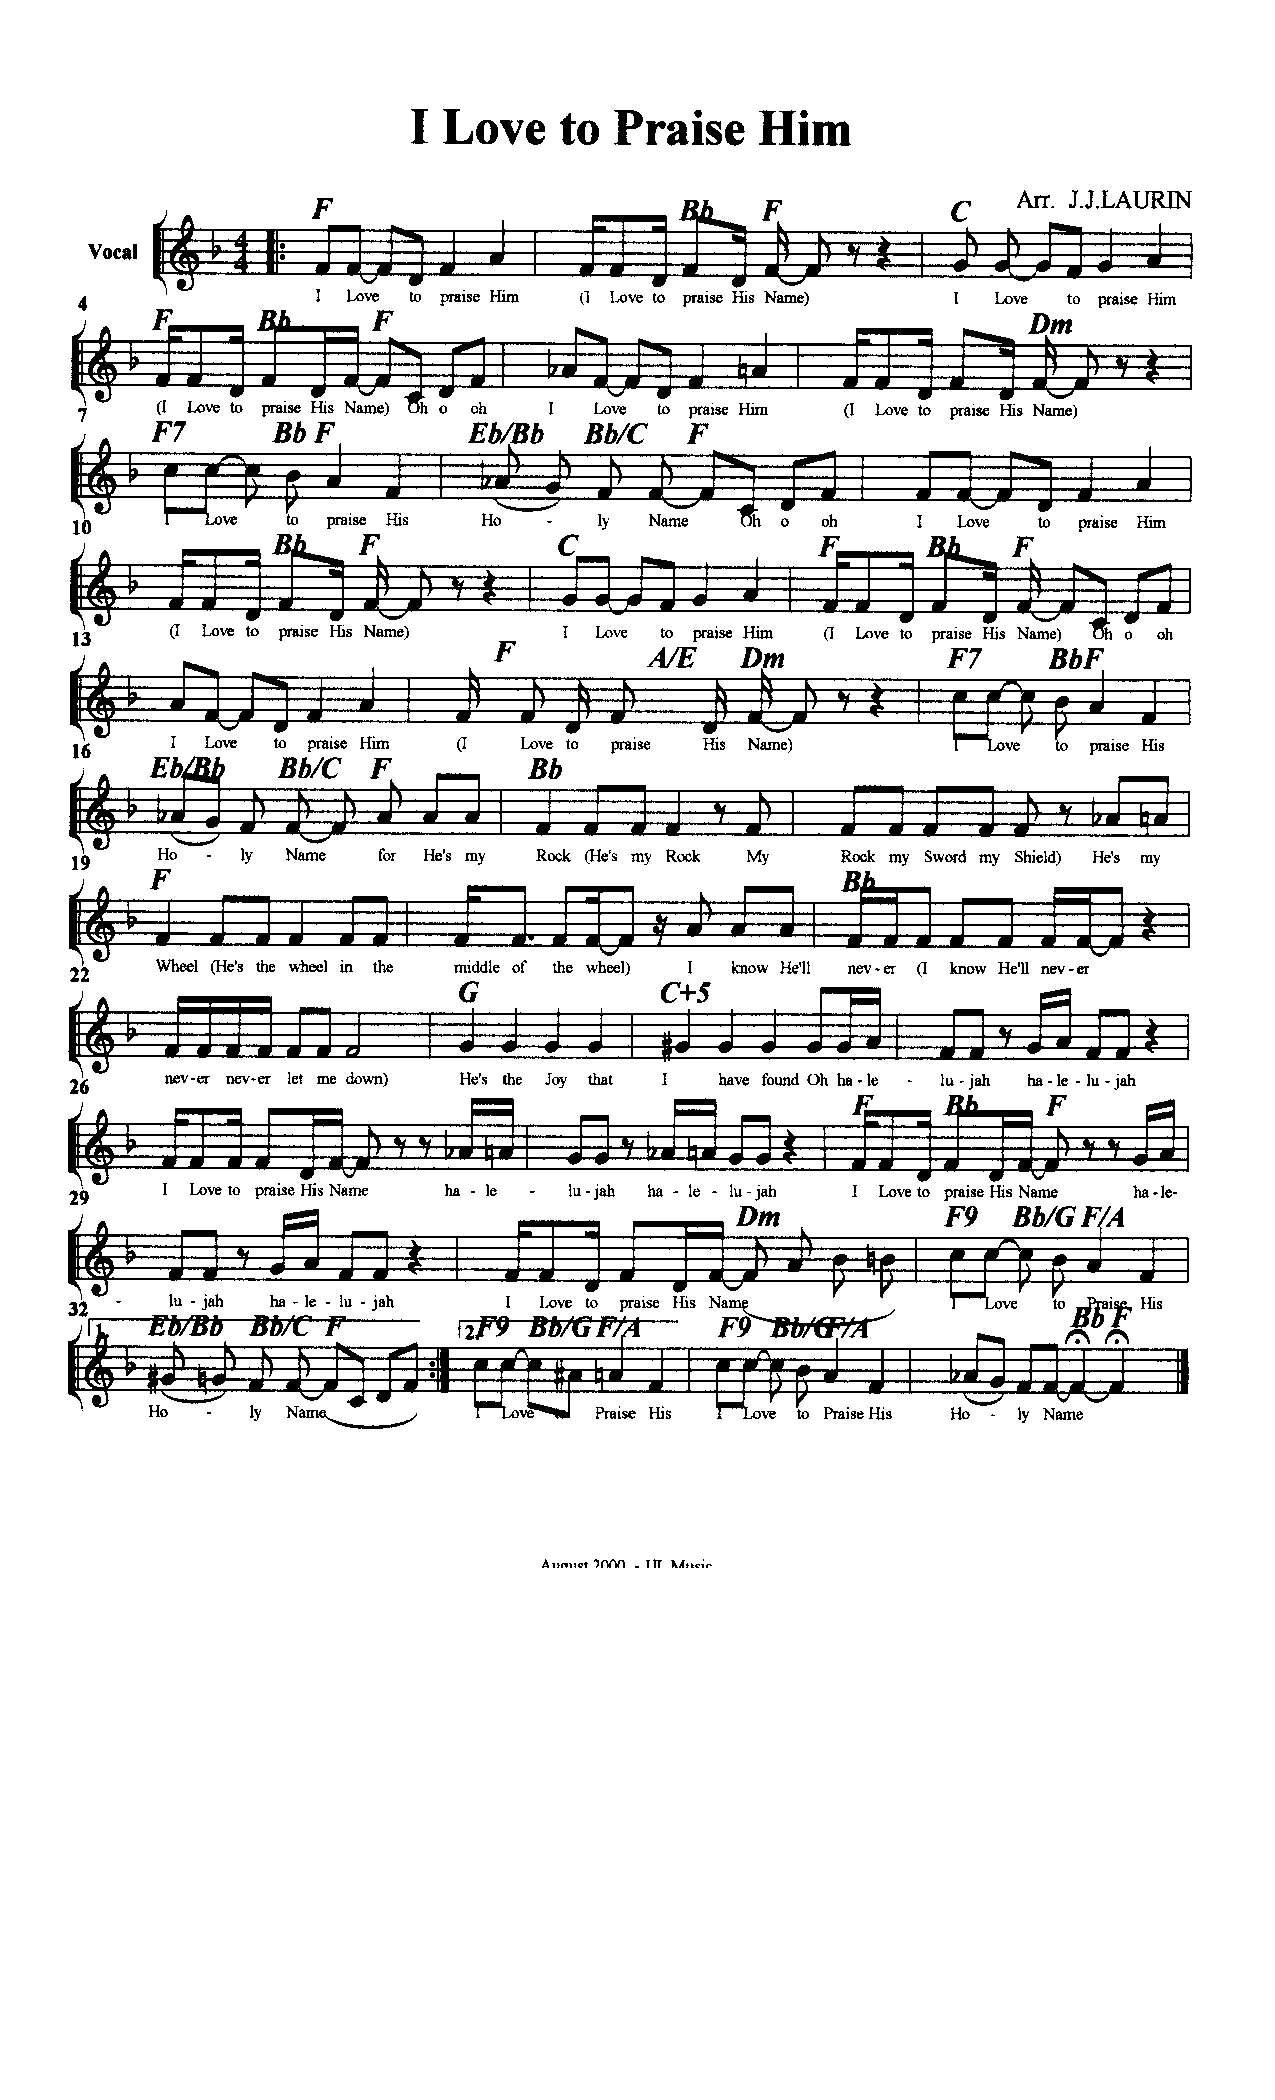 I Love to Praise Him
Arr. J.J.LAURIN
F Bb F C
Vocal
I Love to praise Him (I Love to praise His Name) I Love to praise Him
4
F Bb F Dm
(I Love to praise His Name) Oh o oh I Love to praise Him (I Love to praise His Name)
7
F7 Bb F Eb/Bb Bb/C F
I Love to praise His Ho - ly Name Oh o oh I Love to praise Him
10
Bb F C F Bb F
(I Love to praise His Name) I Love to praise Him (I Love to praise His Name) Oh o oh
13
F A/E Dm F7 BbF
I Love to praise Him (I Love to praise His Name) I Love to praise His
16
Eb/Bb Bb/C F Bb
Ho - ly Name for He's my Rock (He's my Rock My Rock my Sword my Shield) He's my
19
F Bb
Wheel (He's the wheel in the middle of the wheel) I know He'll nev - er (I know He'll nev - er
22
G C+5
nev-er nev-er let me down) He's the Joy that I have found Oh ha - le - lu - jah ha - le - lu - jah
26
F Bb F
I Love to praise His Name ha - le - lu - jah ha - le - lu - jah I Love to praise His Name ha - le-
29
Dm F9 Bb/G F/A
- lu - jah ha - le - lu - jah I Love to praise His Name I Love to Praise His
32
1. Eb/Bb Bb/C F 2. F9 Bb/G F/A F9 Bb/G F/A Bb F
Ho - ly Name I Love Praise His I Love to Praise His Ho - ly Name
August 2000 - Music